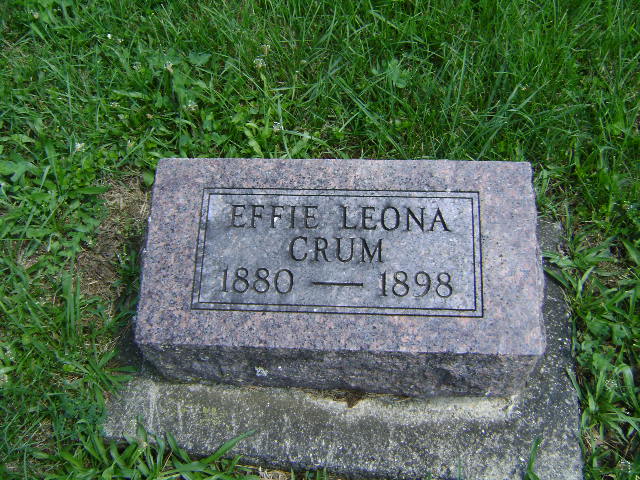 EFFIE LEONA
CRUM
1880 — 1898